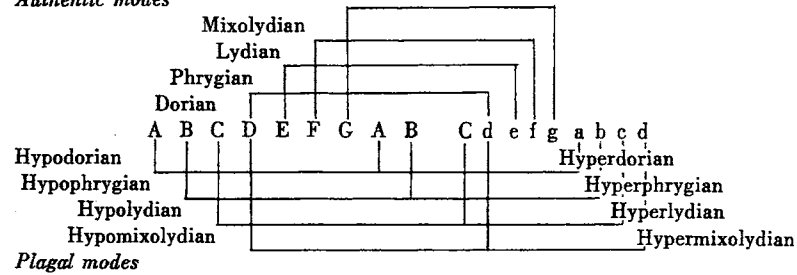 Authentic modes
Mixolydian
Lydian
Phrygian
Dorian
A B C D E F G A B C d e f g a b c d
Hypodorian Hyperdorian
Hypophrygian Hyperphrygian
Hypolydian Hyperlydian
Hypomixolydian Hypermixolydian
Plagal modes